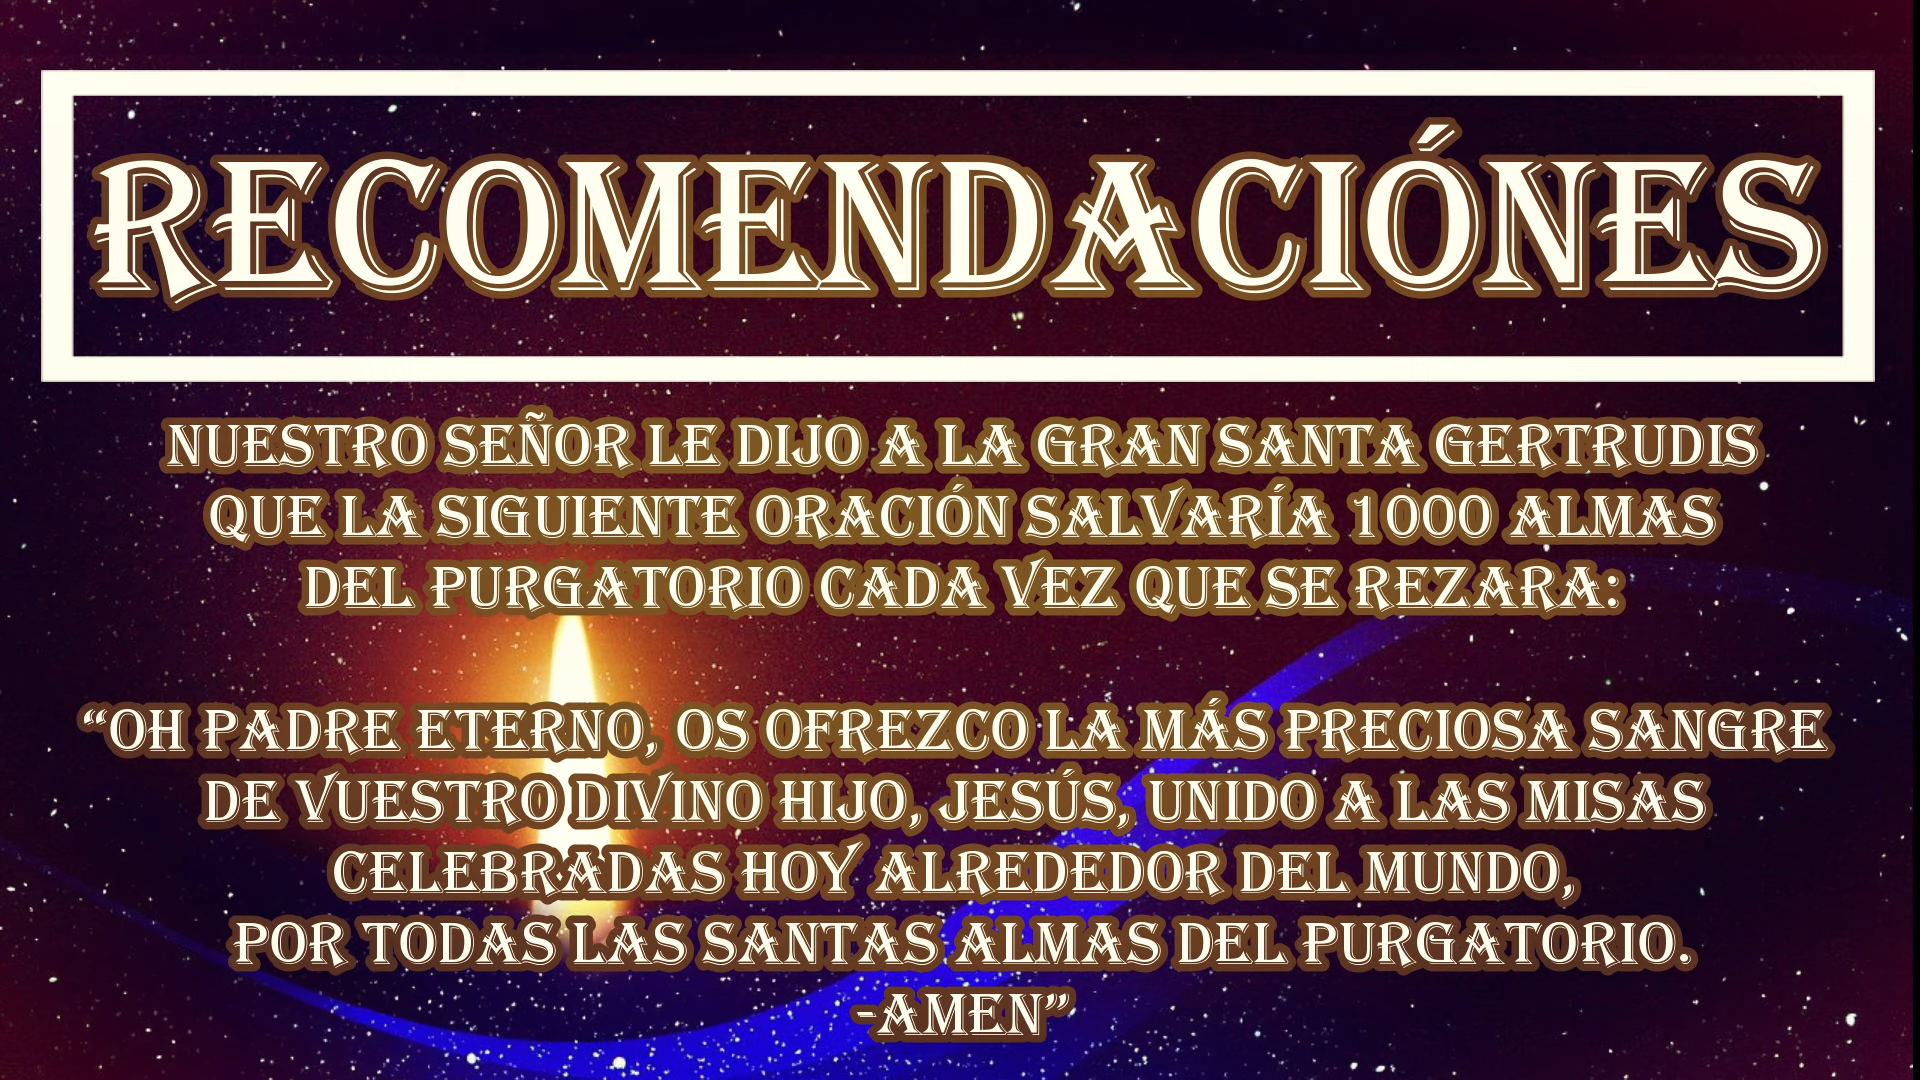 RECOMENDACIÓNES
NUESTRO SEÑOR LE DIJO A LA GRAN SANTA GERTRUDIS
QUE LA SIGUIENTE ORACIÓN SALVARÍA 1000 ALMAS
DEL PURGATORIO CADA VEZ QUE SE REZARA:
“OH PADRE ETERNO, OS OFREZCO LA MÁS PRECIOSA SANGRE
DE VUESTRO DIVINO HIJO, JESÚS, UNIDO A LAS MISAS
CELEBRADAS HOY ALREDEDOR DEL MUNDO,
POR TODAS LAS SANTAS ALMAS DEL PURGATORIO.
-AMEN”